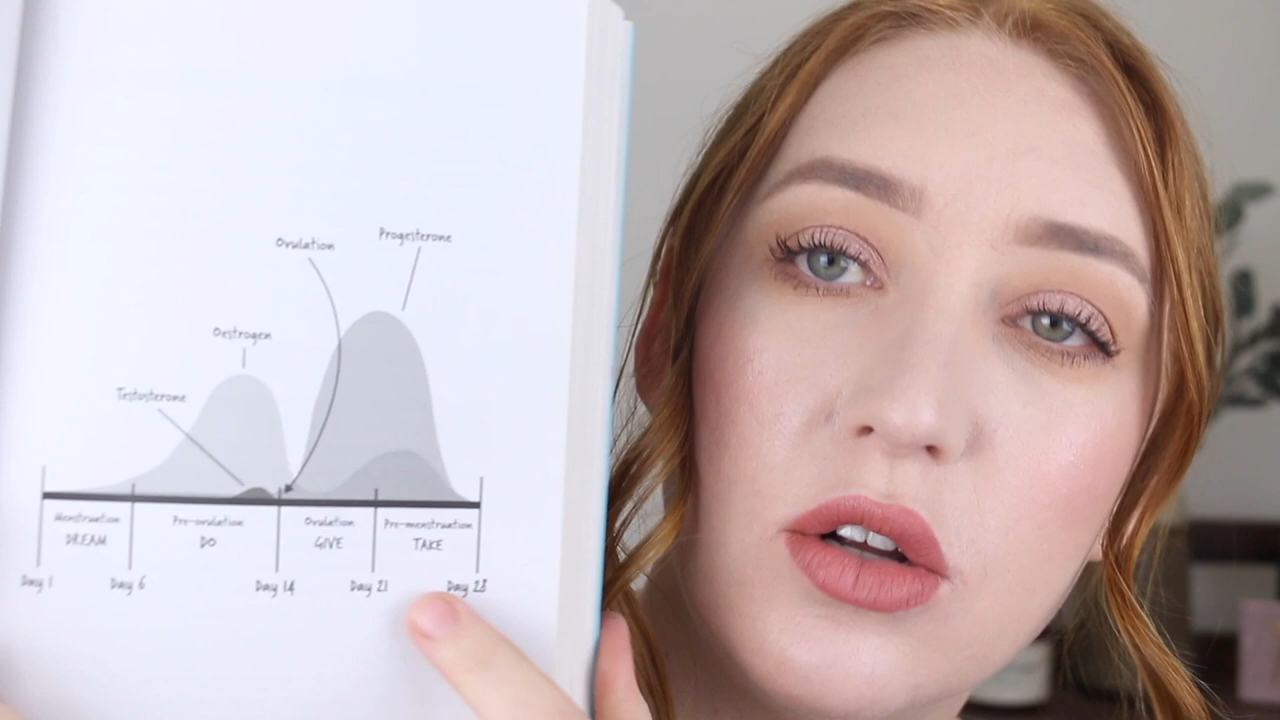 Ovulation
Progesterone
Oestrogen
Testosterone
Menstruation Pre-ovulation Ovulation Pre-menstruation
DREAM DO GIVE TAKE
Day 1 Day 6 Day 14 Day 21 Day 28